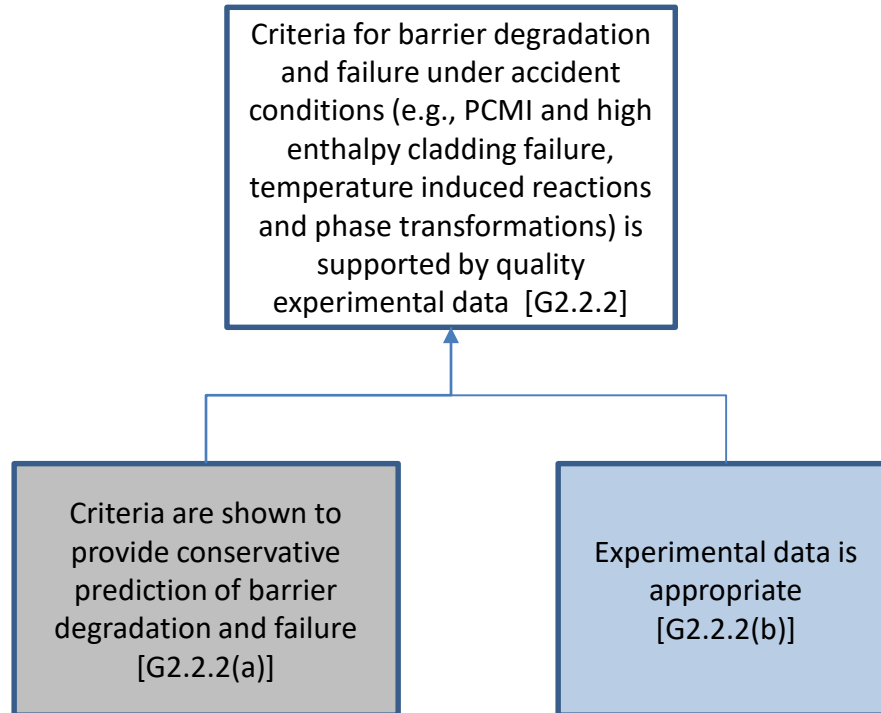 Criteria for barrier degradation
and failure under accident
conditions (e.g., PCMI and high
enthalpy cladding failure,
temperature induced reactions
and phase transformations) is
supported by quality
experimental data [G2.2.2]
Criteria are shown to
provide conservative
prediction of barrier
degradation and failure
[G2.2.2(a)]
Experimental data is
appropriate
[G2.2.2(b)]